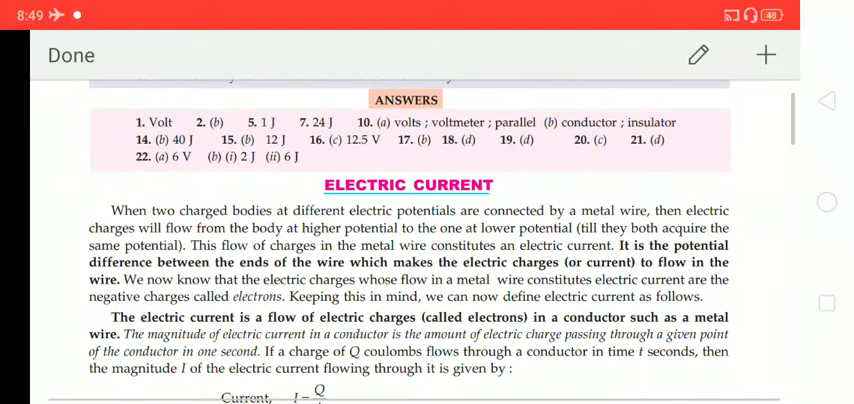 8:49
48
Done
ANSWERS
1. Volt 2. (b) 5. 1 J 7. 24 J 10. (a) volts ; voltmeter ; parallel (b) conductor ; insulator
14. (b) 40 J 15. (b) 12 J 16. (c) 12.5 V 17. (b) 18. (d) 19. (d) 20. (c) 21. (d)
22. (a) 6 V (b) (i) 2 J (ii) 6 J
ELECTRIC CURRENT
When two charged bodies at different electric potentials are connected by a metal wire, then electric
charges will flow from the body at higher potential to the one at lower potential (till they both acquire the
same potential). This flow of charges in the metal wire constitutes an electric current. It is the potential
difference between the ends of the wire which makes the electric charges (or current) to flow in the
wire. We now know that the electric charges whose flow in a metal wire constitutes electric current are the
negative charges called electrons. Keeping this in mind, we can now define electric current as follows.
The electric current is a flow of electric charges (called electrons) in a conductor such as a metal
wire. The magnitude of electric current in a conductor is the amount of electric charge passing through a given point
of the conductor in one second. If a charge of Q coulombs flows through a conductor in time t seconds, then
the magnitude I of the electric current flowing through it is given by :
Current, I = Q